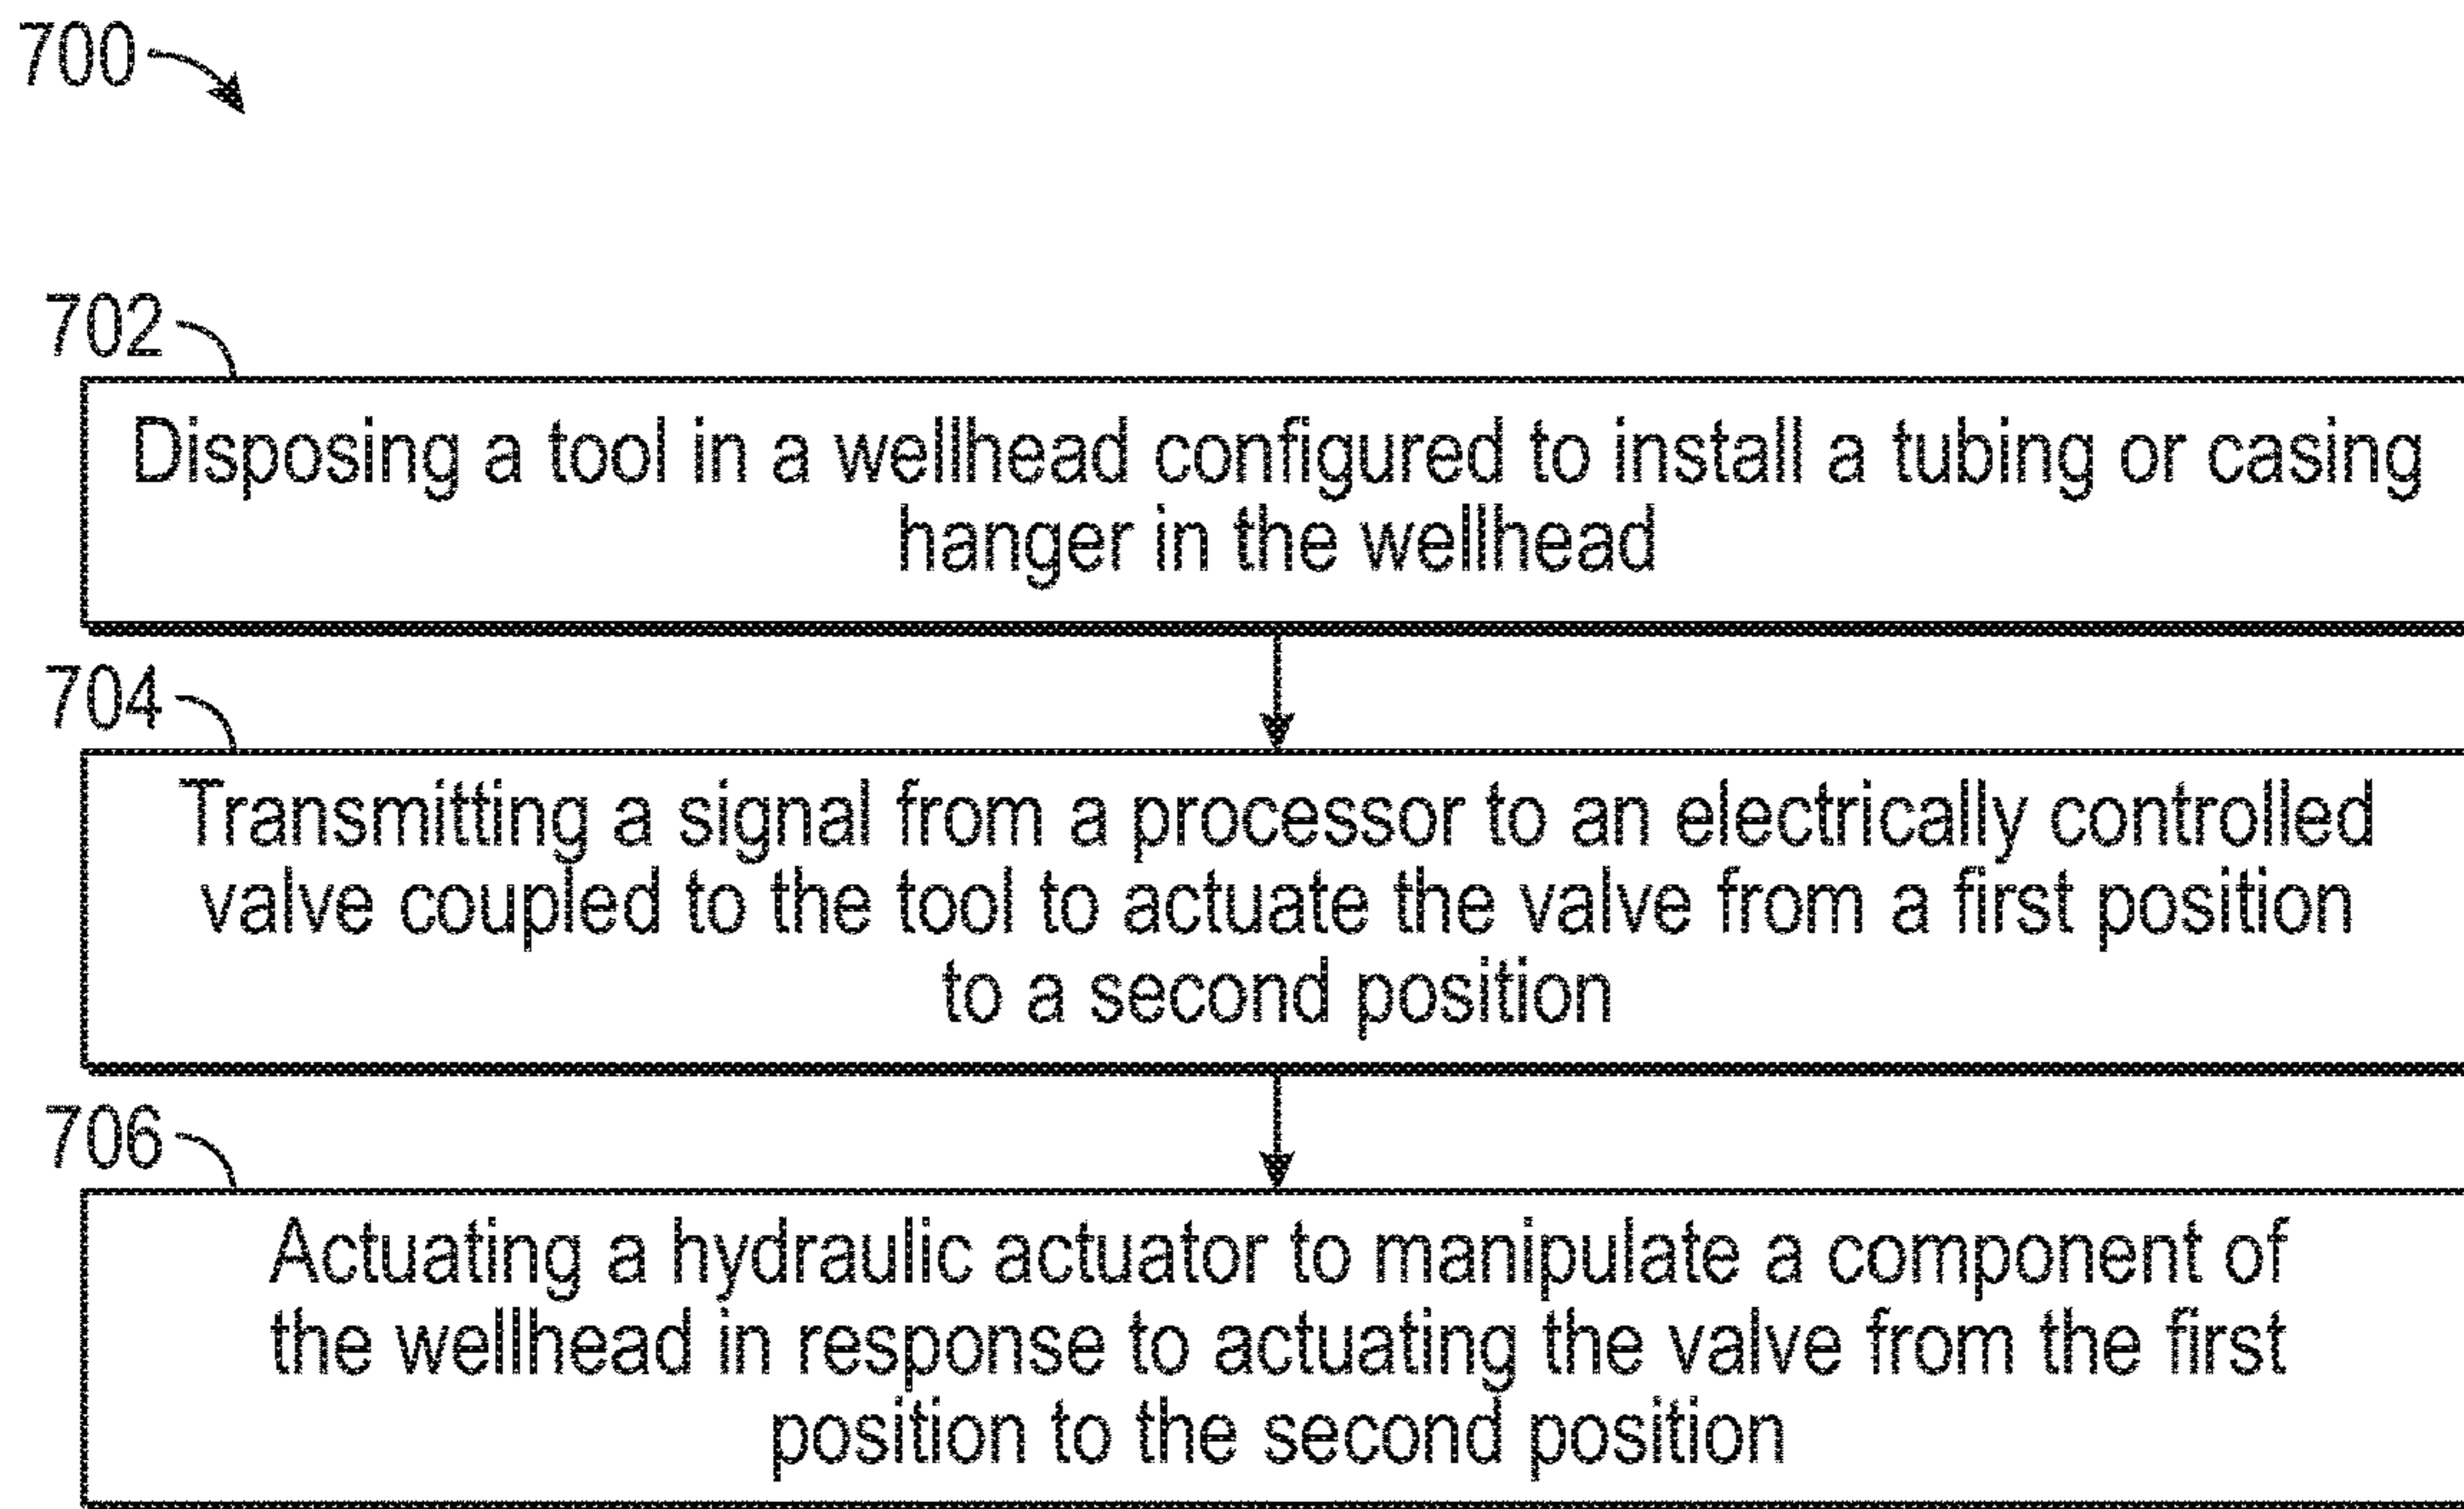 700
702
Disposing a tool in a wellhead configured to install a tubing or casing
hanger in the wellhead
704
Transmitting a signal from a processor to an electrically controlled
valve coupled to the tool to actuate the valve from a first position
to a second position
706
Actuating a hydraulic actuator to manipulate a component of
the wellhead in response to actuating the valve from the first
position to the second position